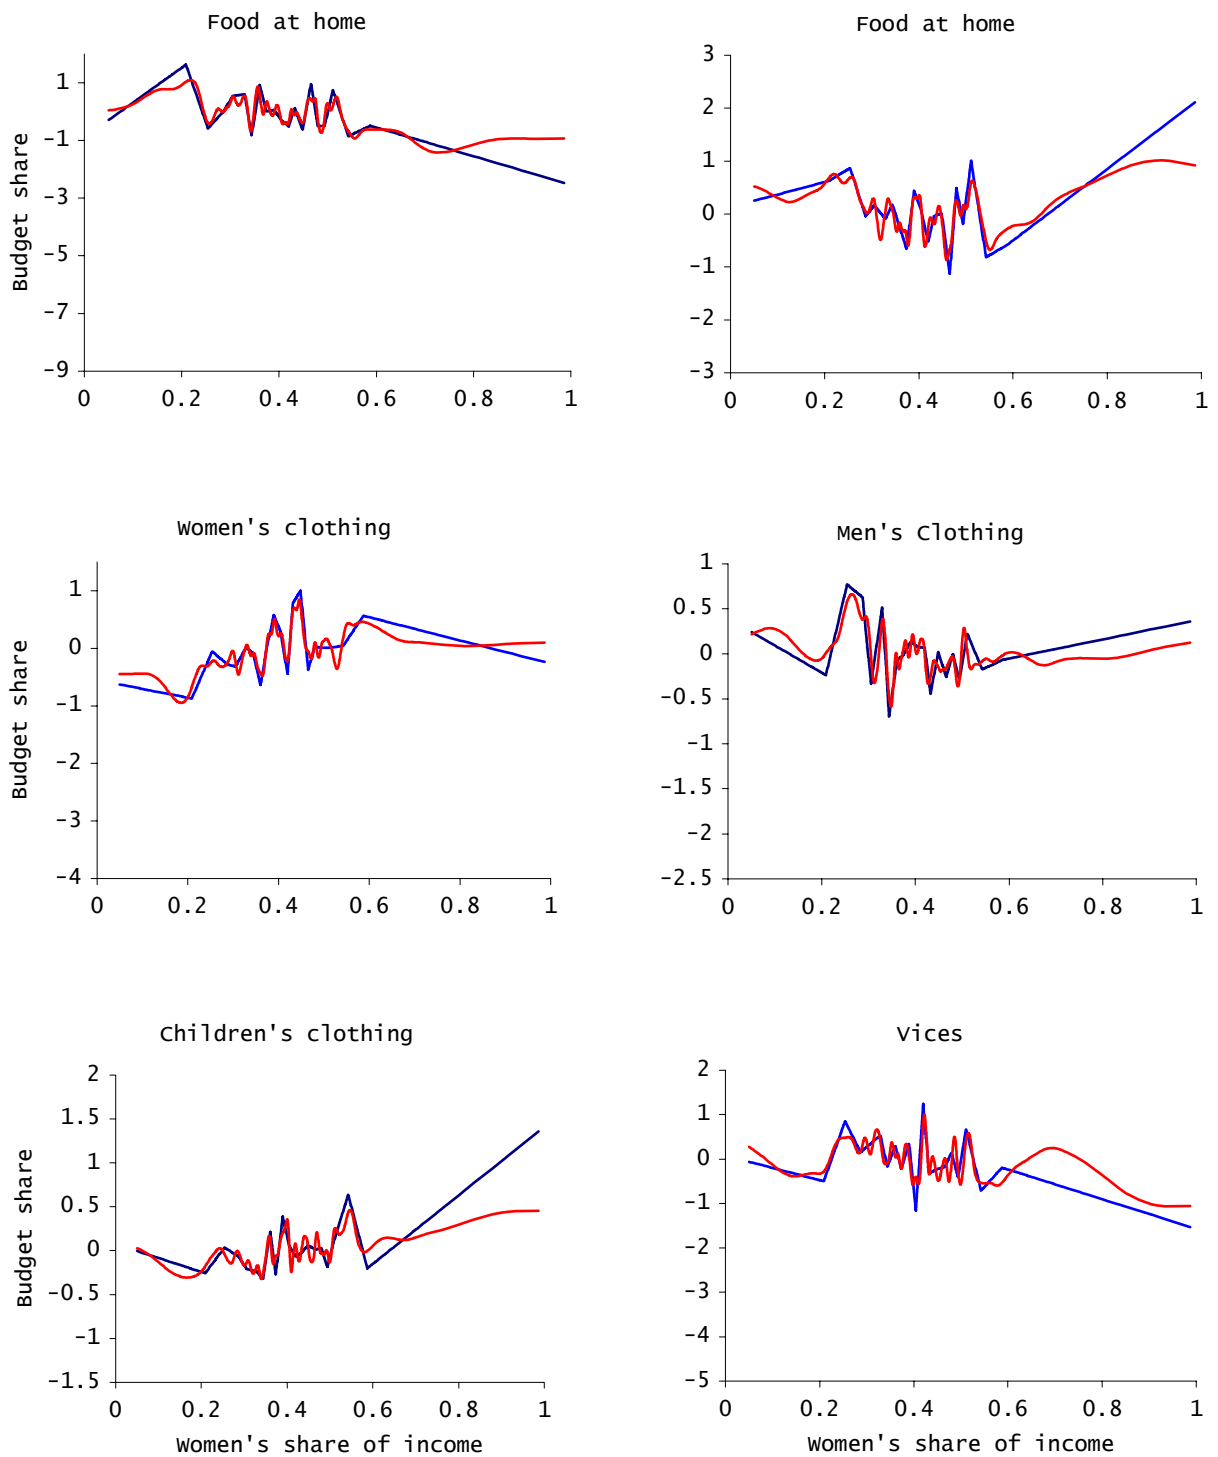 Food at home
Food at home
Budget share
1
-1
-3
-5
-7
-9
0 0.2 0.4 0.6 0.8 1
3
2
1
0
-1
-2
-3
0 0.2 0.4 0.6 0.8 1
Women's clothing
Men's Clothing
Budget share
1
0
-1
-2
-3
-4
0 0.2 0.4 0.6 0.8 1
1
0.5
0
-0.5
-1
-1.5
-2
-2.5
0 0.2 0.4 0.6 0.8 1
Children's clothing
Vices
Budget share
2
1.5
1
0.5
0
-0.5
-1
-1.5
0 0.2 0.4 0.6 0.8 1
Women's share of income
2
1
0
-1
-2
-3
-4
-5
0 0.2 0.4 0.6 0.8 1
Women's share of income